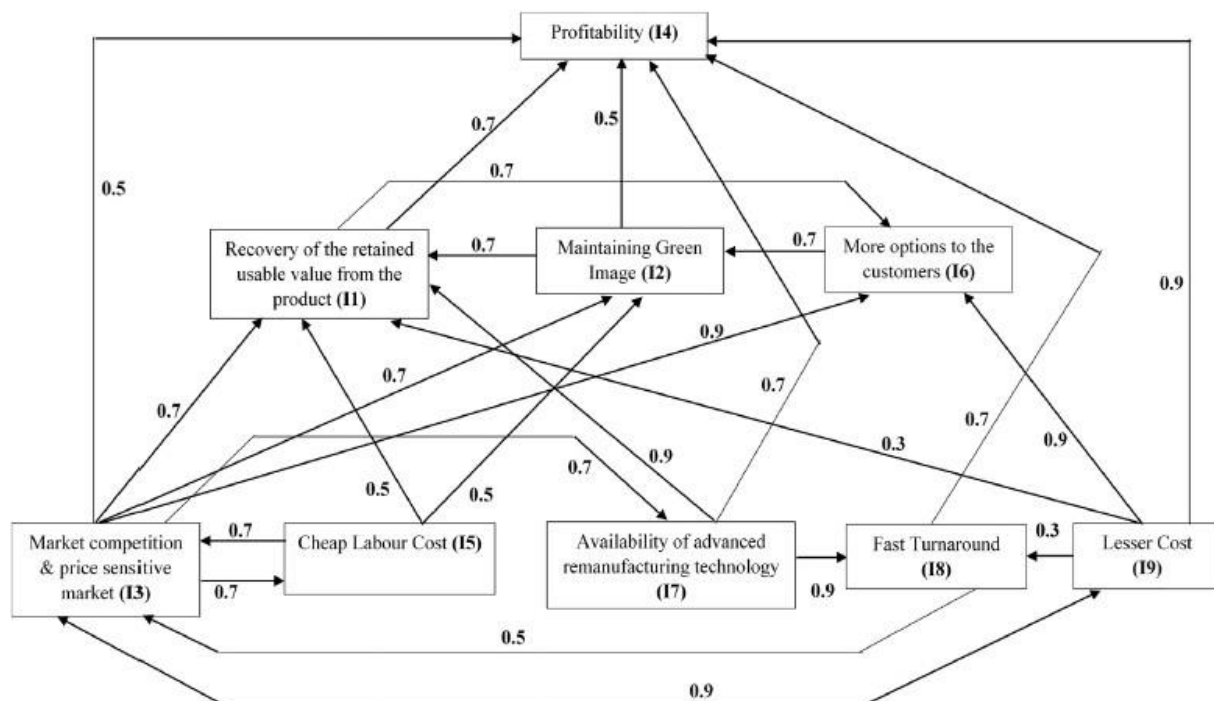 Profitability (I4)
0.7
0.5
0.5
0.7
0.9
Recovery of the retained
usable value from the
product (I1)
0.7
Maintaining Green
Image (I2)
0.7
More options to the
customers (I6)
0.7
0.7
0.9
0.7
0.7
0.3
0.9
0.7
0.9
0.5
0.5
Market competition
& price sensitive
market (I3)
0.7
0.7
Cheap Labour Cost (I5)
Availability of advanced
remanufacturing technology
(I7)
0.9
Fast Turnaround
(I8)
0.3
Lesser Cost
(I9)
0.5
0.9